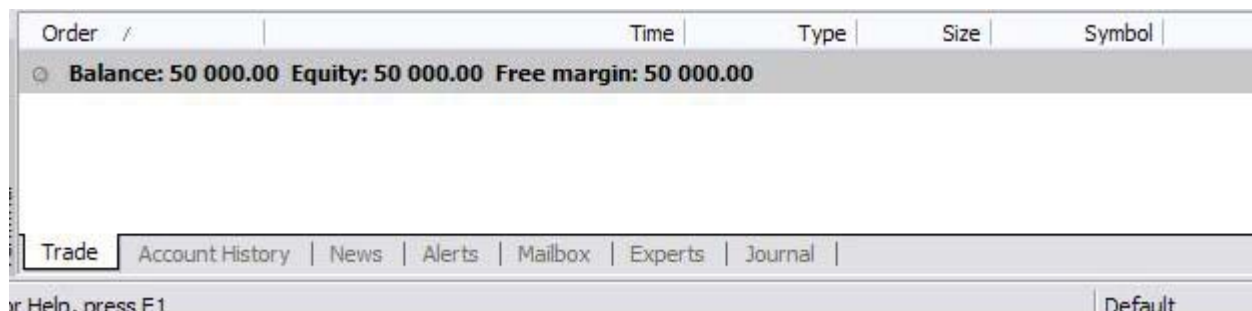 Order / Time Type Size Symbol
Balance: 50 000.00 Equity: 50 000.00 Free margin: 50 000.00
Trade Account History News Alerts Mailbox Experts Journal
or Help, press F1 Default